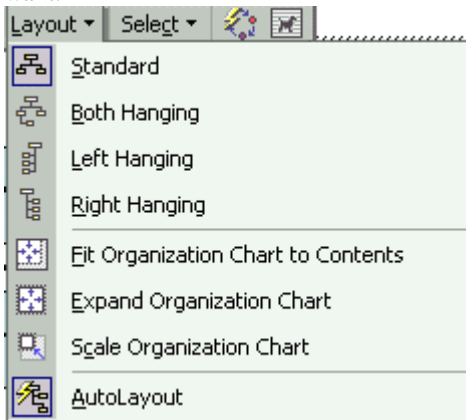 Layout Select
Standard
Both Hanging
Left Hanging
Right Hanging
Fit Organization Chart to Contents
Expand Organization Chart
Scale Organization Chart
AutoLayout